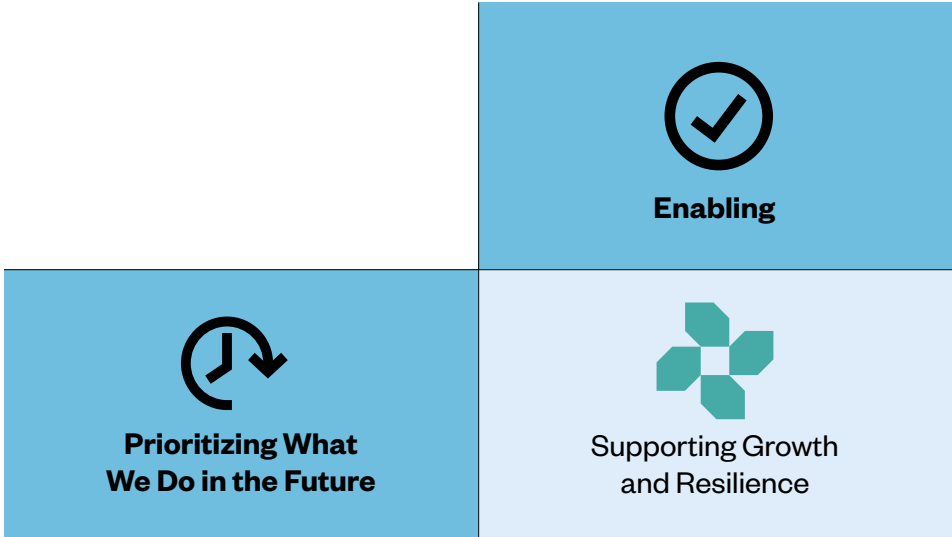 Enabling
Prioritizing What
We Do in the Future
Supporting Growth
and Resilience